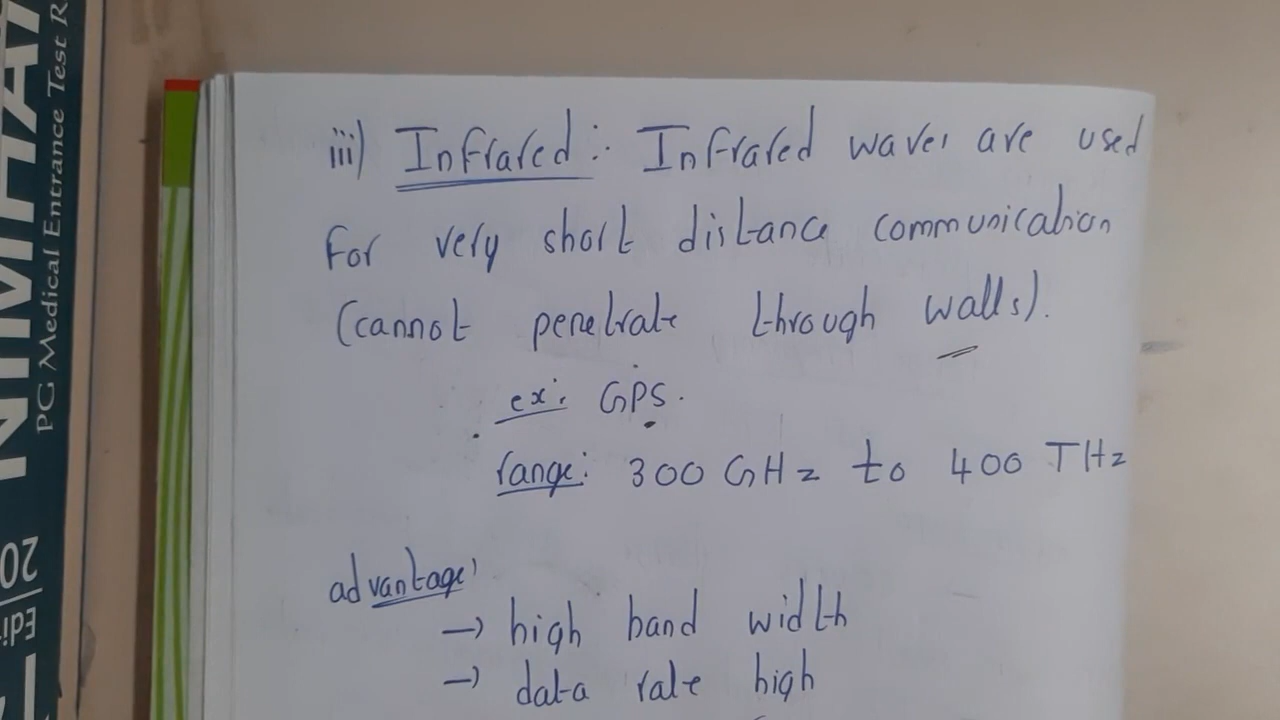 iii) Infrared : Infrared waves are used
for very short distance communication
(cannot penetrate through walls).
ex: GPS.
range: 300 GHz to 400 THz
advantage:
→ high band width
→ data rate high
PG Medical Entrance Test R